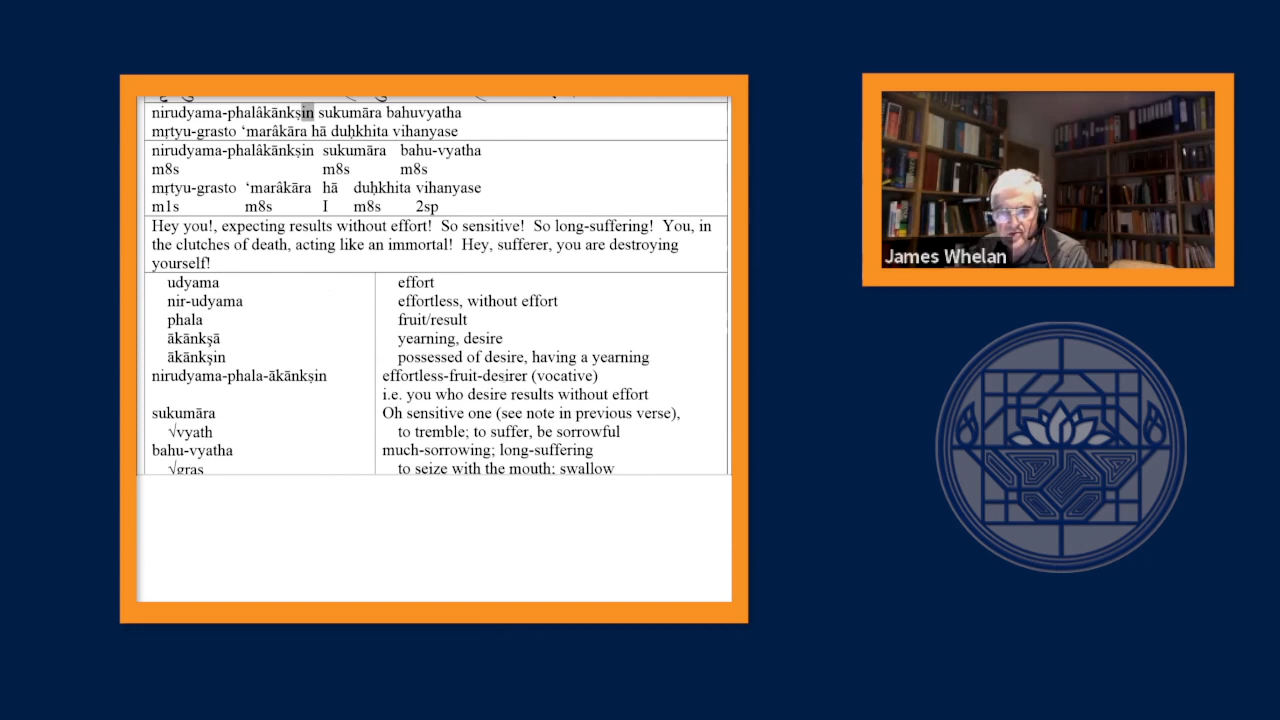 nirudyama-phalâkāṅkṣin sukumāra bahuvyatha
mṛtyu-grasto ‘marâkāra hā duḥkhita vihanyase
nirudyama-phalâkāṅkṣin sukumāra bahu-vyatha
m8s m8s m8s
mṛtyu-grasto ‘marâkāra hā duḥkhita vihanyase
m1s m8s I m8s 2sp
Hey you!, expecting results without effort! So sensitive! So long-suffering! You, in
the clutches of death, acting like an immortal! Hey, sufferer, you are destroying
yourself!
udyama effort
nir-udyama effortless, without effort
phala fruit/result
ākāṅkṣā yearning, desire
ākāṅkṣin possessed of desire, having a yearning
nirudyama-phala-ākāṅkṣin effortless-fruit-desirer (vocative)
i.e. you who desire results without effort
sukumāra Oh sensitive one (see note in previous verse),
√vyath to tremble; to suffer, be sorrowful
bahu-vyatha much-sorrowing; long-suffering
√gras to seize with the mouth; swallow
James Whelan